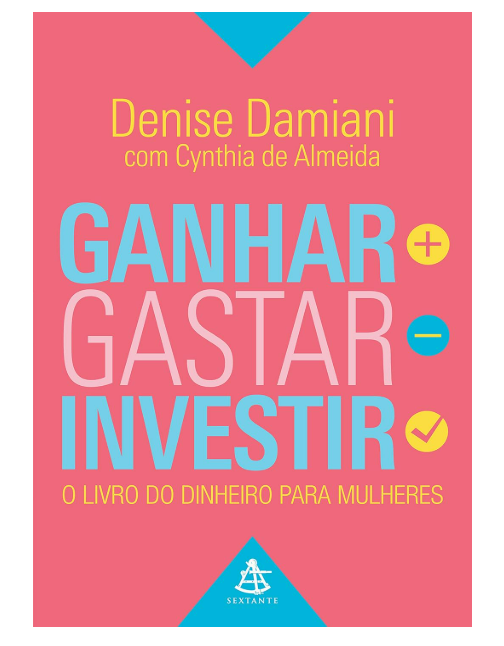 Denise Damiani
com Cynthia de Almeida
GANHAR +
GASTAR −
INVESTIR ✓
O LIVRO DO DINHEIRO PARA MULHERES
SEXTANTE